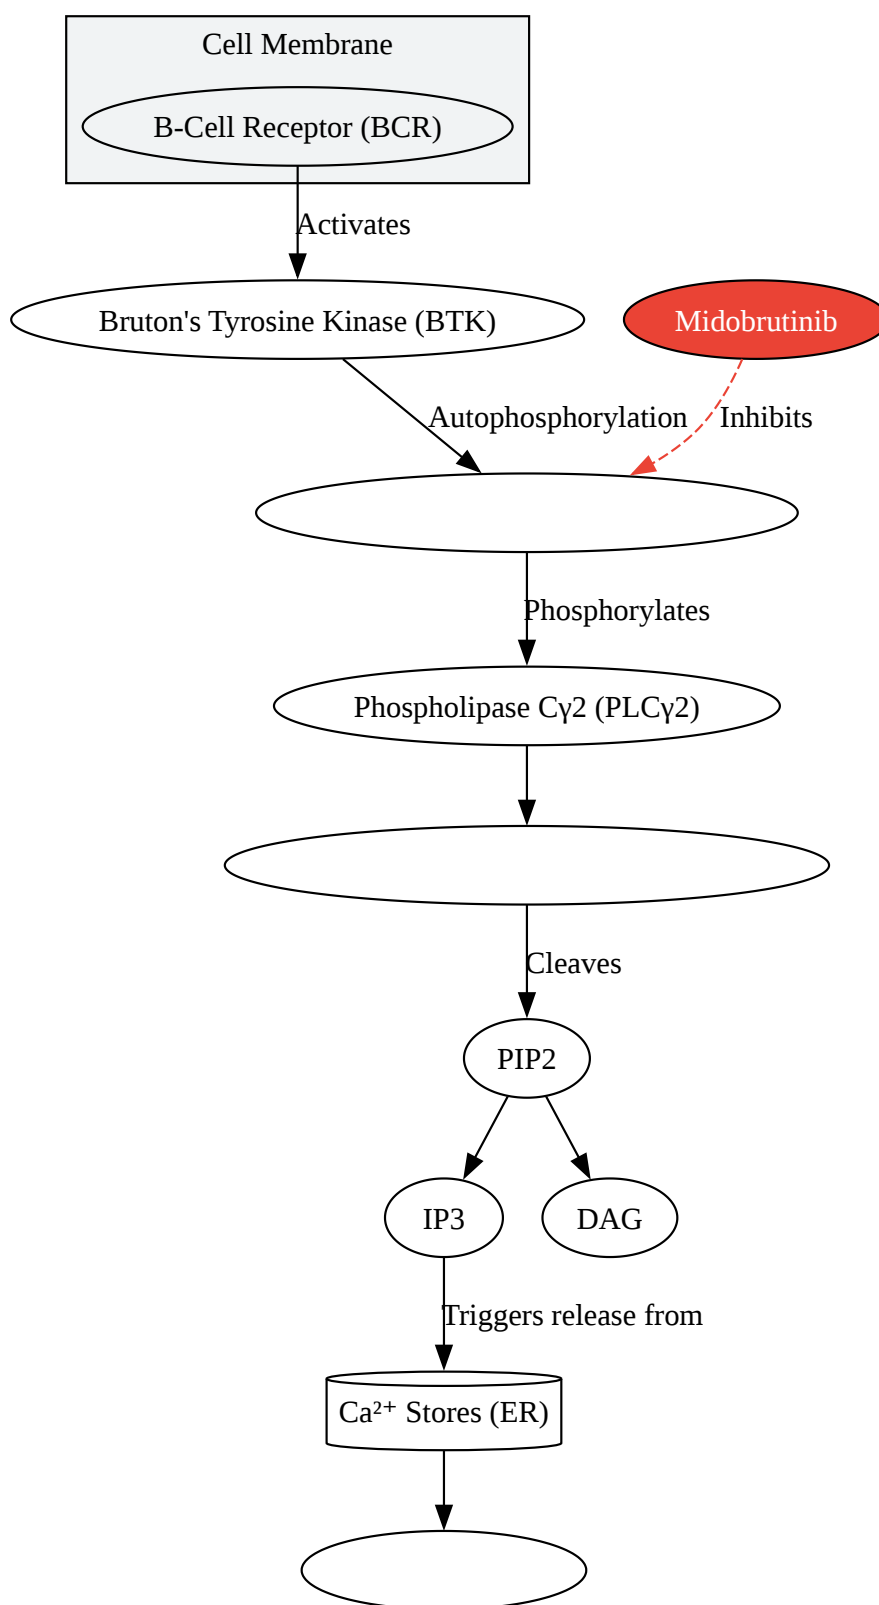 Cell Membrane
B-Cell Receptor (BCR)
Activates
Bruton's Tyrosine Kinase (BTK)
Midobrutinib
Autophosphorylation
Inhibits
Phosphorylates
Phospholipase Cγ2 (PLCγ2)
Cleaves
PIP2
IP3
DAG
Triggers release from
Ca²⁺ Stores (ER)